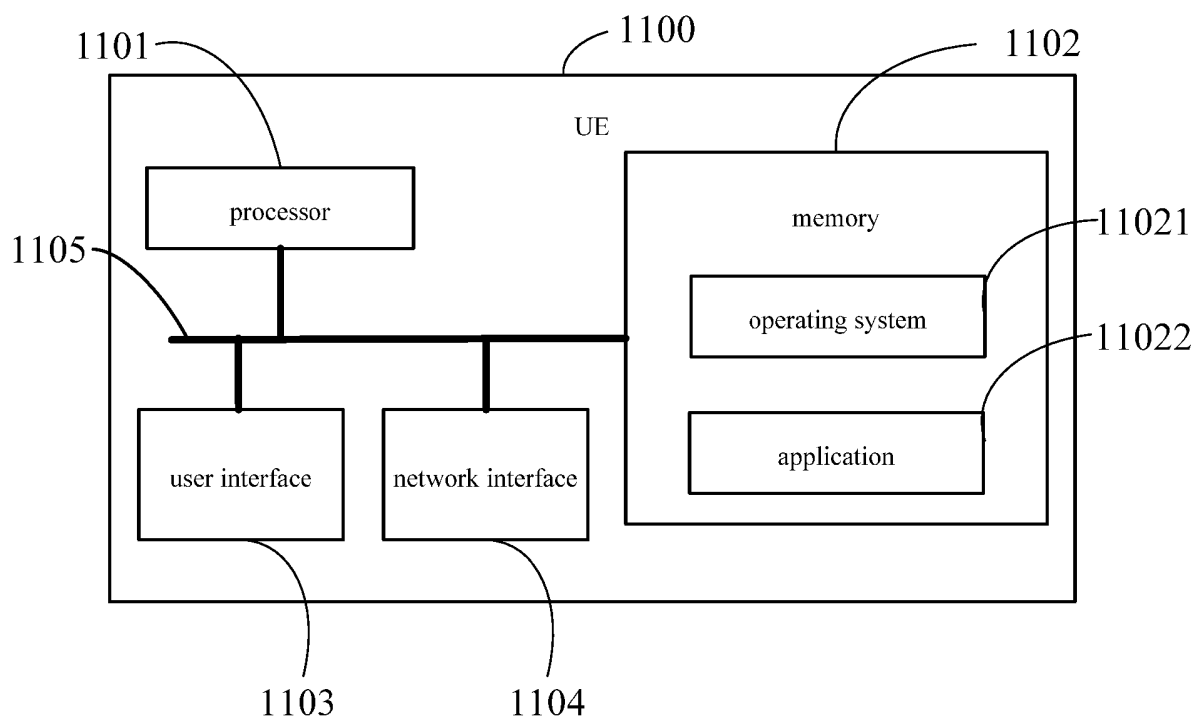 1100
1101
1102
UE
processor
memory
11021
1105
operating system
11022
application
user interface
network interface
1103
1104